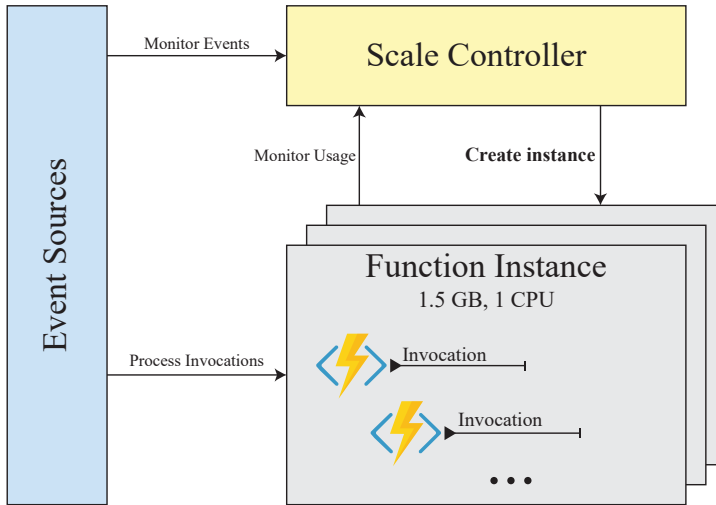 Event Sources
Monitor Events
Scale Controller
Monitor Usage
Create instance
Function Instance
1.5 GB, 1 CPU
Process Invocations
Invocation
Invocation